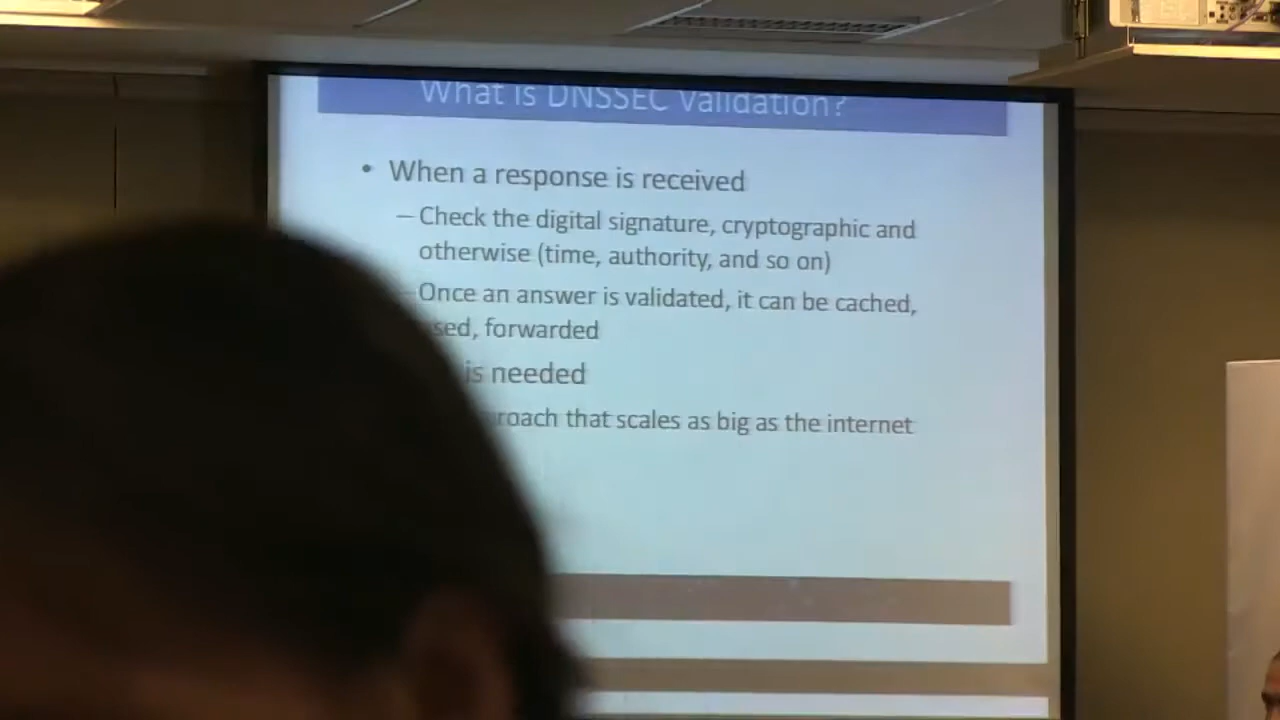 What is DNSSEC Validation?
• When a response is received
– Check the digital signature, cryptographic and
otherwise (time, authority, and so on)
– Once an answer is validated, it can be cached,
sed, forwarded
is needed
roach that scales as big as the internet